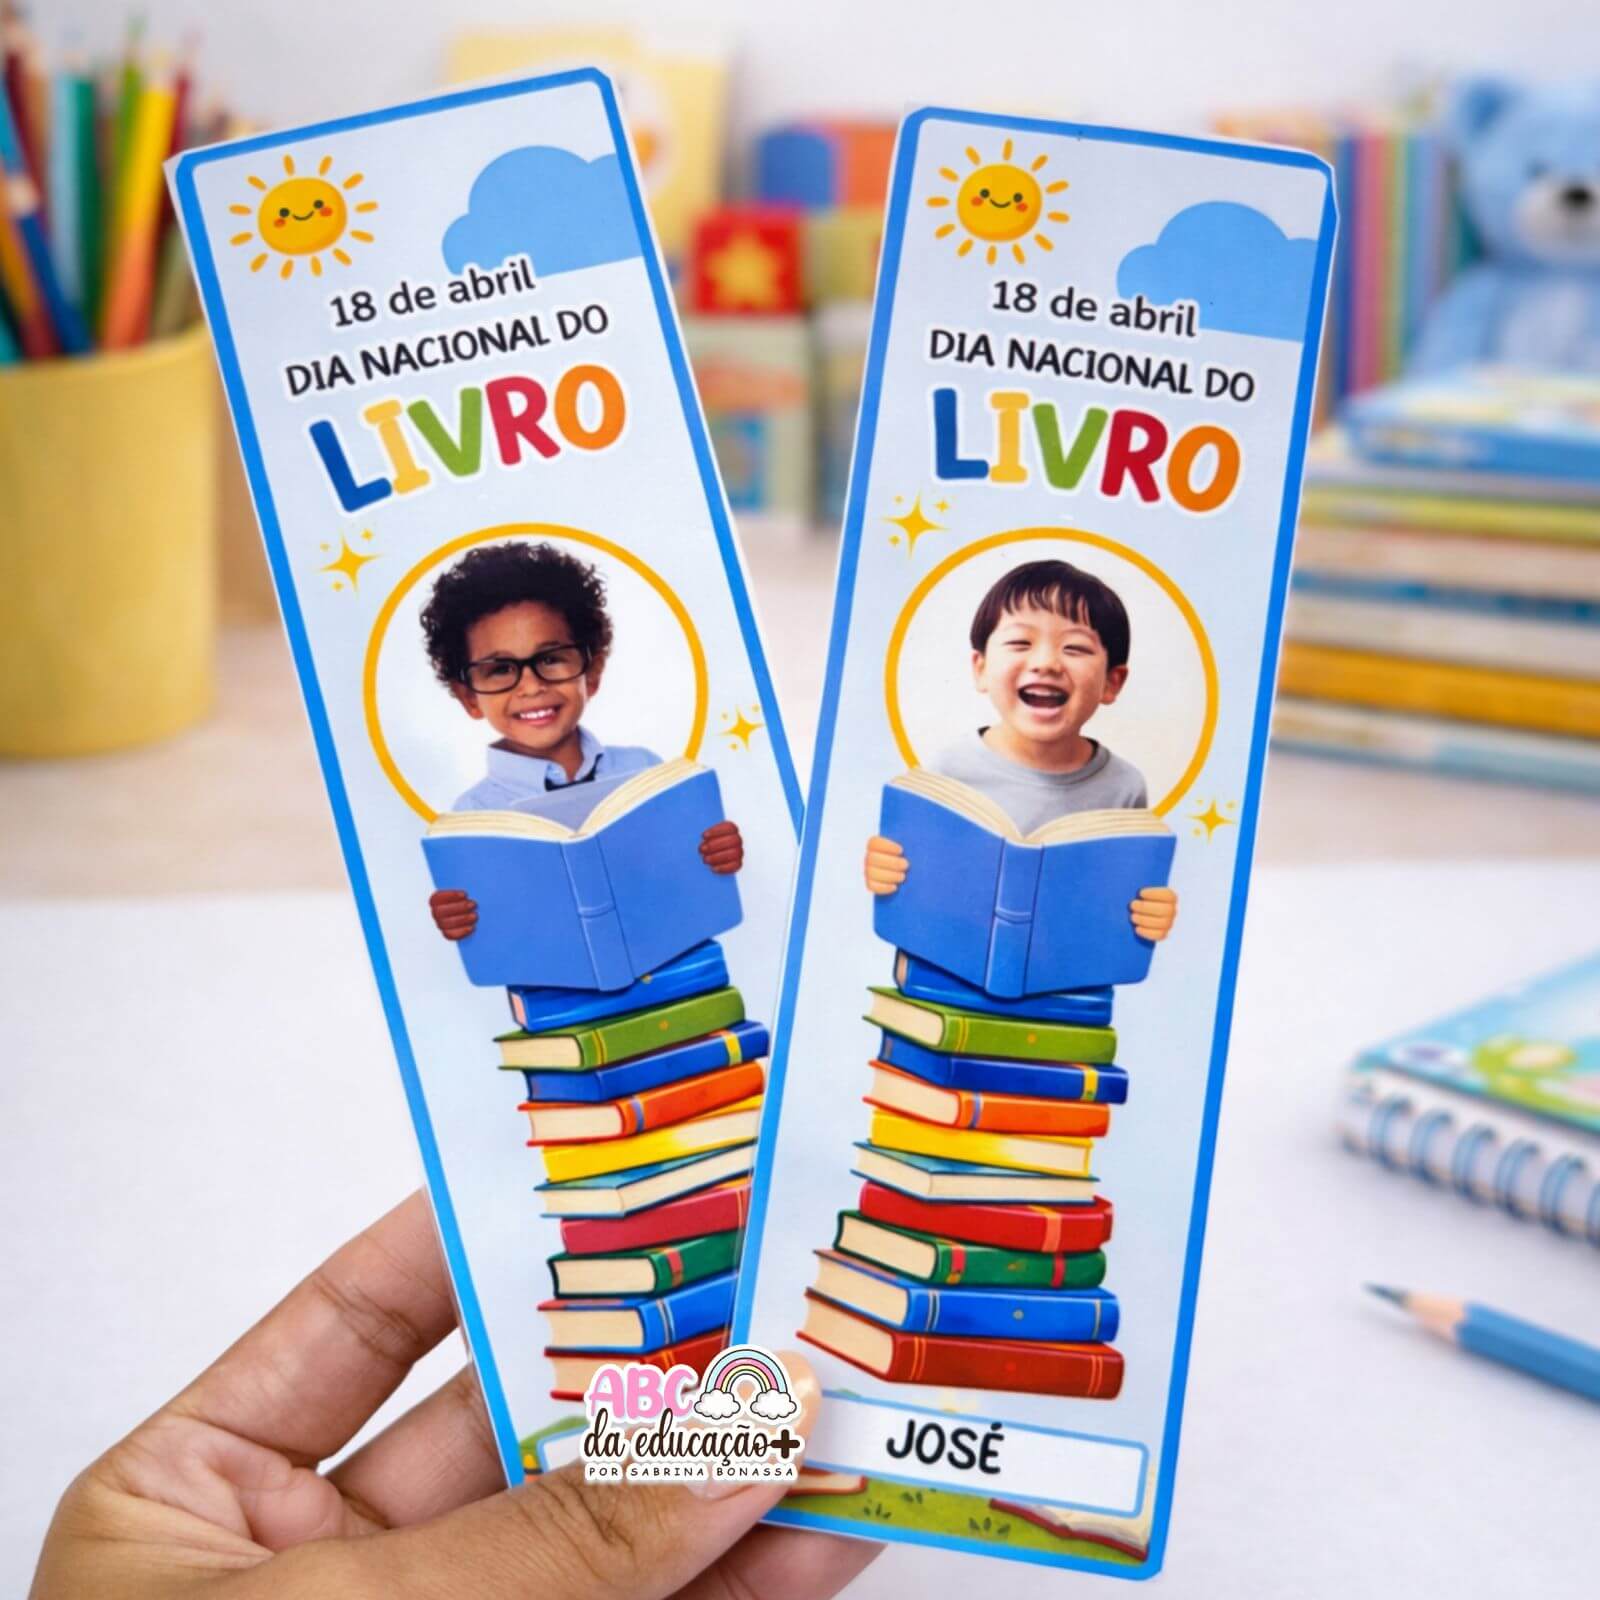 18 de abril
DIA NACIONAL DO
LIVRO
18 de abril
DIA NACIONAL DO
LIVRO
JOSÉ
ABC
da educação+
POR SABRINA BONASSA